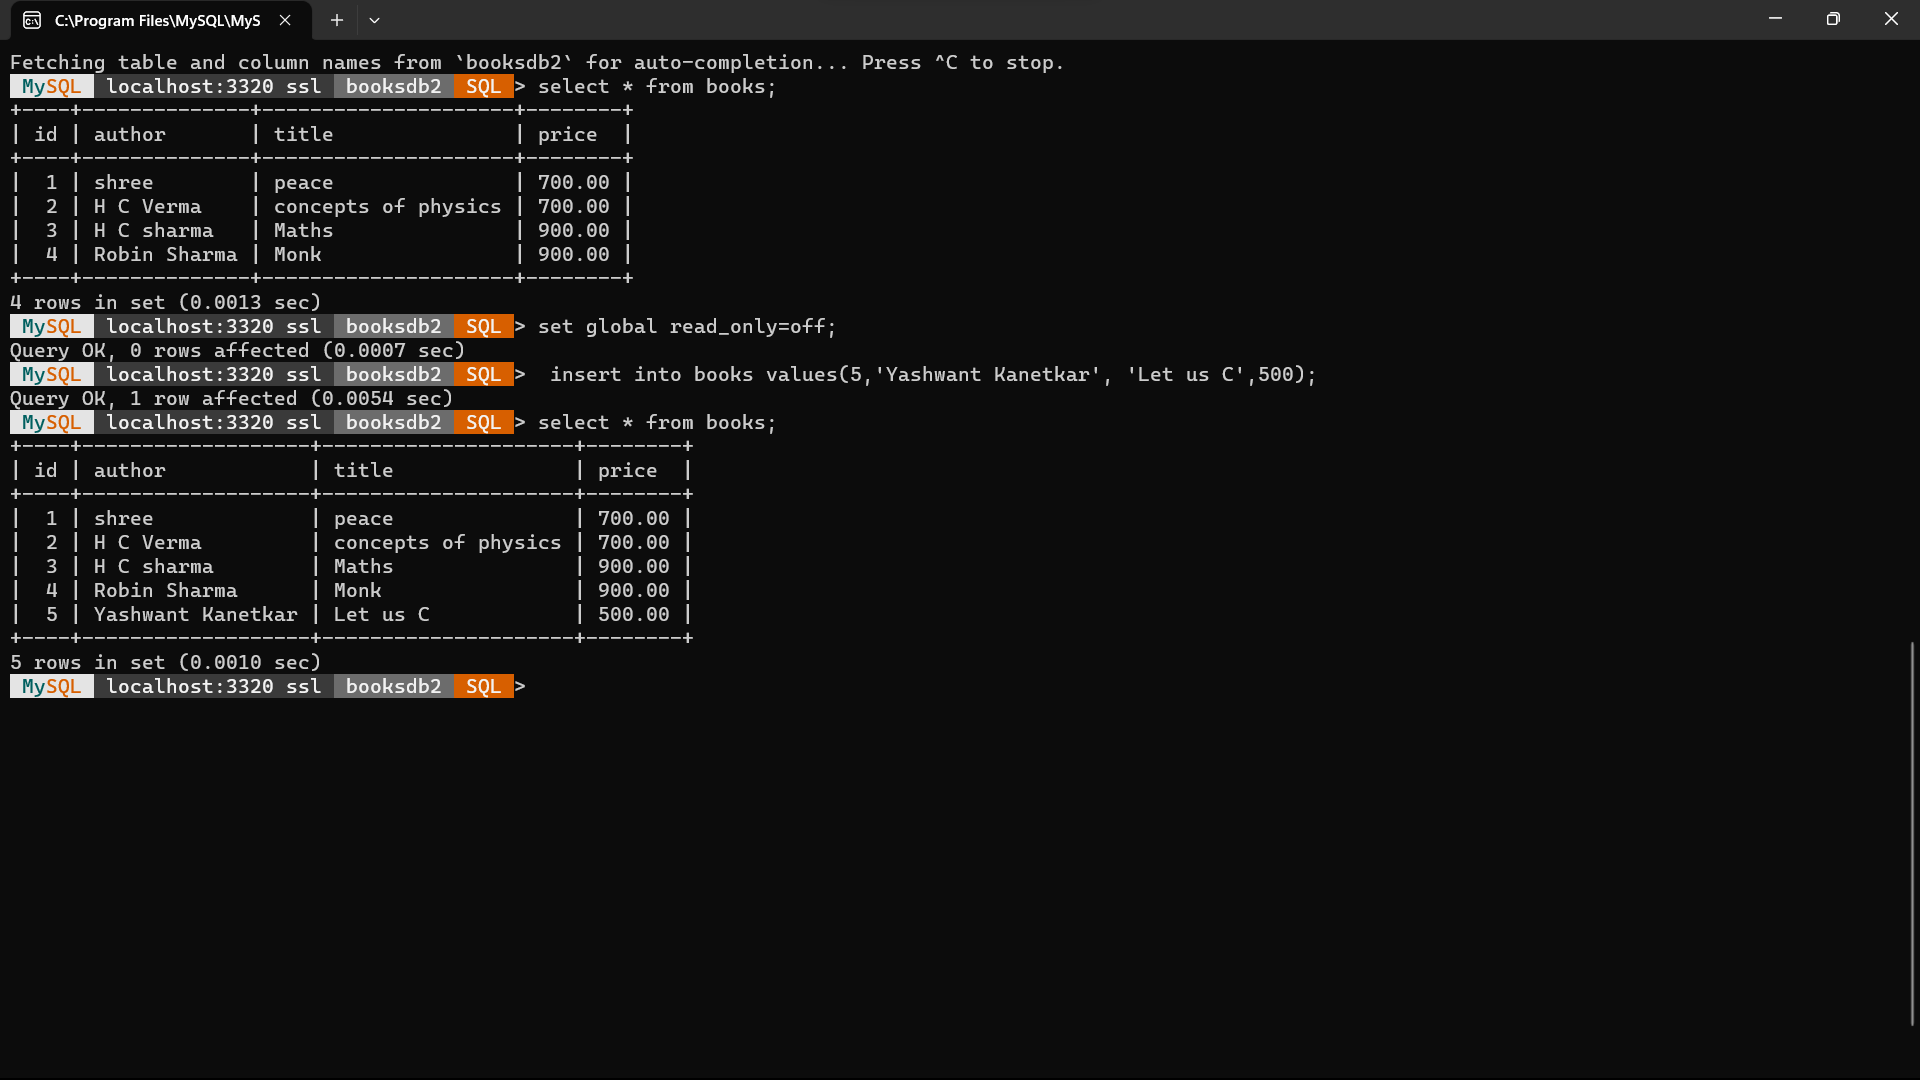 C:\Program Files\MySQL\MyS
Fetching table and column names from `booksdb2` for auto-completion... Press ^C to stop.
MySQL localhost:3320 ssl booksdb2 SQL > select * from books;
+----+--------------+---------------------+--------+
| id | author       | title               | price  |
+----+--------------+---------------------+--------+
|  1 | shree        | peace               | 700.00 |
|  2 | H C Verma    | concepts of physics | 700.00 |
|  3 | H C sharma   | Maths               | 900.00 |
|  4 | Robin Sharma | Monk                | 900.00 |
+----+--------------+---------------------+--------+
4 rows in set (0.0013 sec)
MySQL localhost:3320 ssl booksdb2 SQL > set global read_only=off;
Query OK, 0 rows affected (0.0007 sec)
MySQL localhost:3320 ssl booksdb2 SQL >  insert into books values(5,'Yashwant Kanetkar', 'Let us C',500);
Query OK, 1 row affected (0.0054 sec)
MySQL localhost:3320 ssl booksdb2 SQL > select * from books;
+----+-------------------+---------------------+--------+
| id | author            | title               | price  |
+----+-------------------+---------------------+--------+
|  1 | shree             | peace               | 700.00 |
|  2 | H C Verma         | concepts of physics | 700.00 |
|  3 | H C sharma        | Maths               | 900.00 |
|  4 | Robin Sharma      | Monk                | 900.00 |
|  5 | Yashwant Kanetkar | Let us C            | 500.00 |
+----+-------------------+---------------------+--------+
5 rows in set (0.0010 sec)
MySQL localhost:3320 ssl booksdb2 SQL >